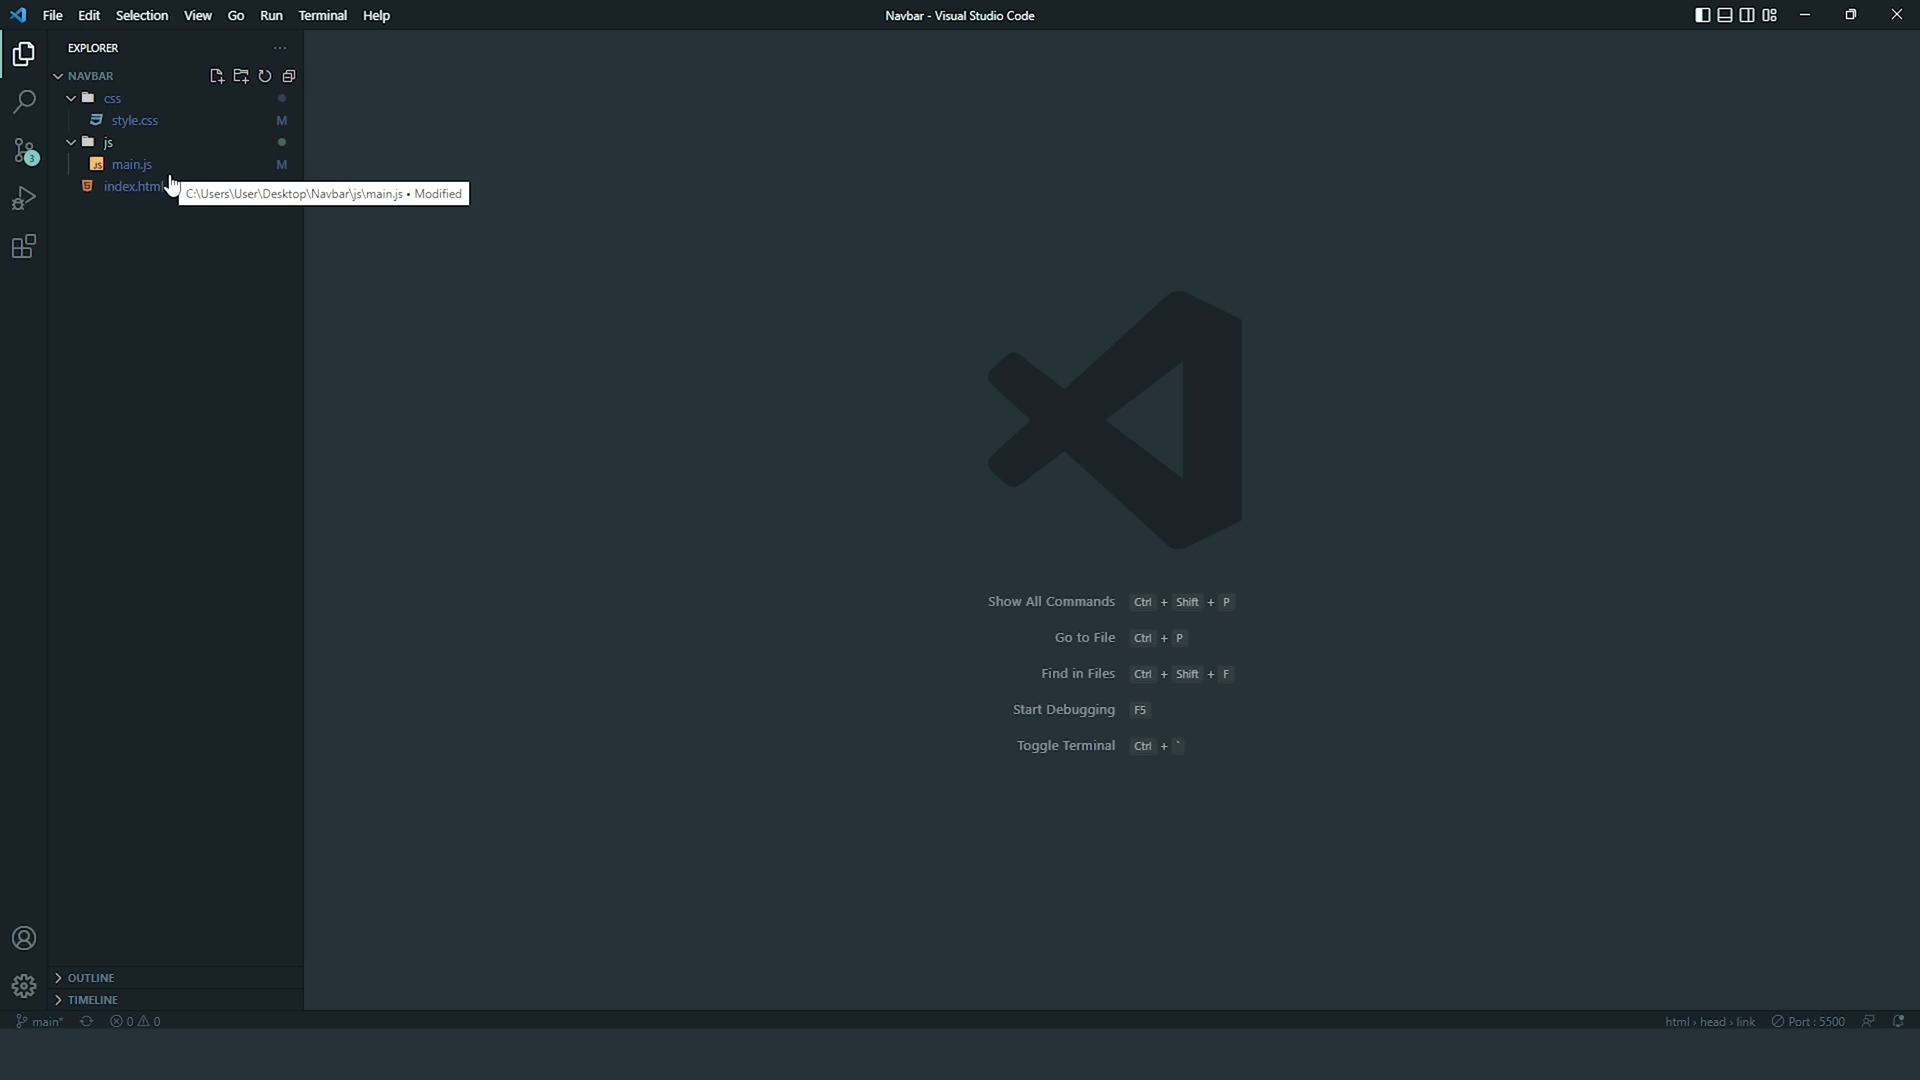 File Edit Selection View Go Run Terminal Help
Navbar - Visual Studio Code
EXPLORER
NAVBAR
css
style.css M
js
main.js M
index.html
C:\Users\User\Desktop\Navbar\js\main.js • Modified
3
Show All Commands Ctrl + Shift + P
Go to File Ctrl + P
Find in Files Ctrl + Shift + F
Start Debugging F5
Toggle Terminal Ctrl + `
OUTLINE
TIMELINE
main* 0 0
html › head › link Port : 5500